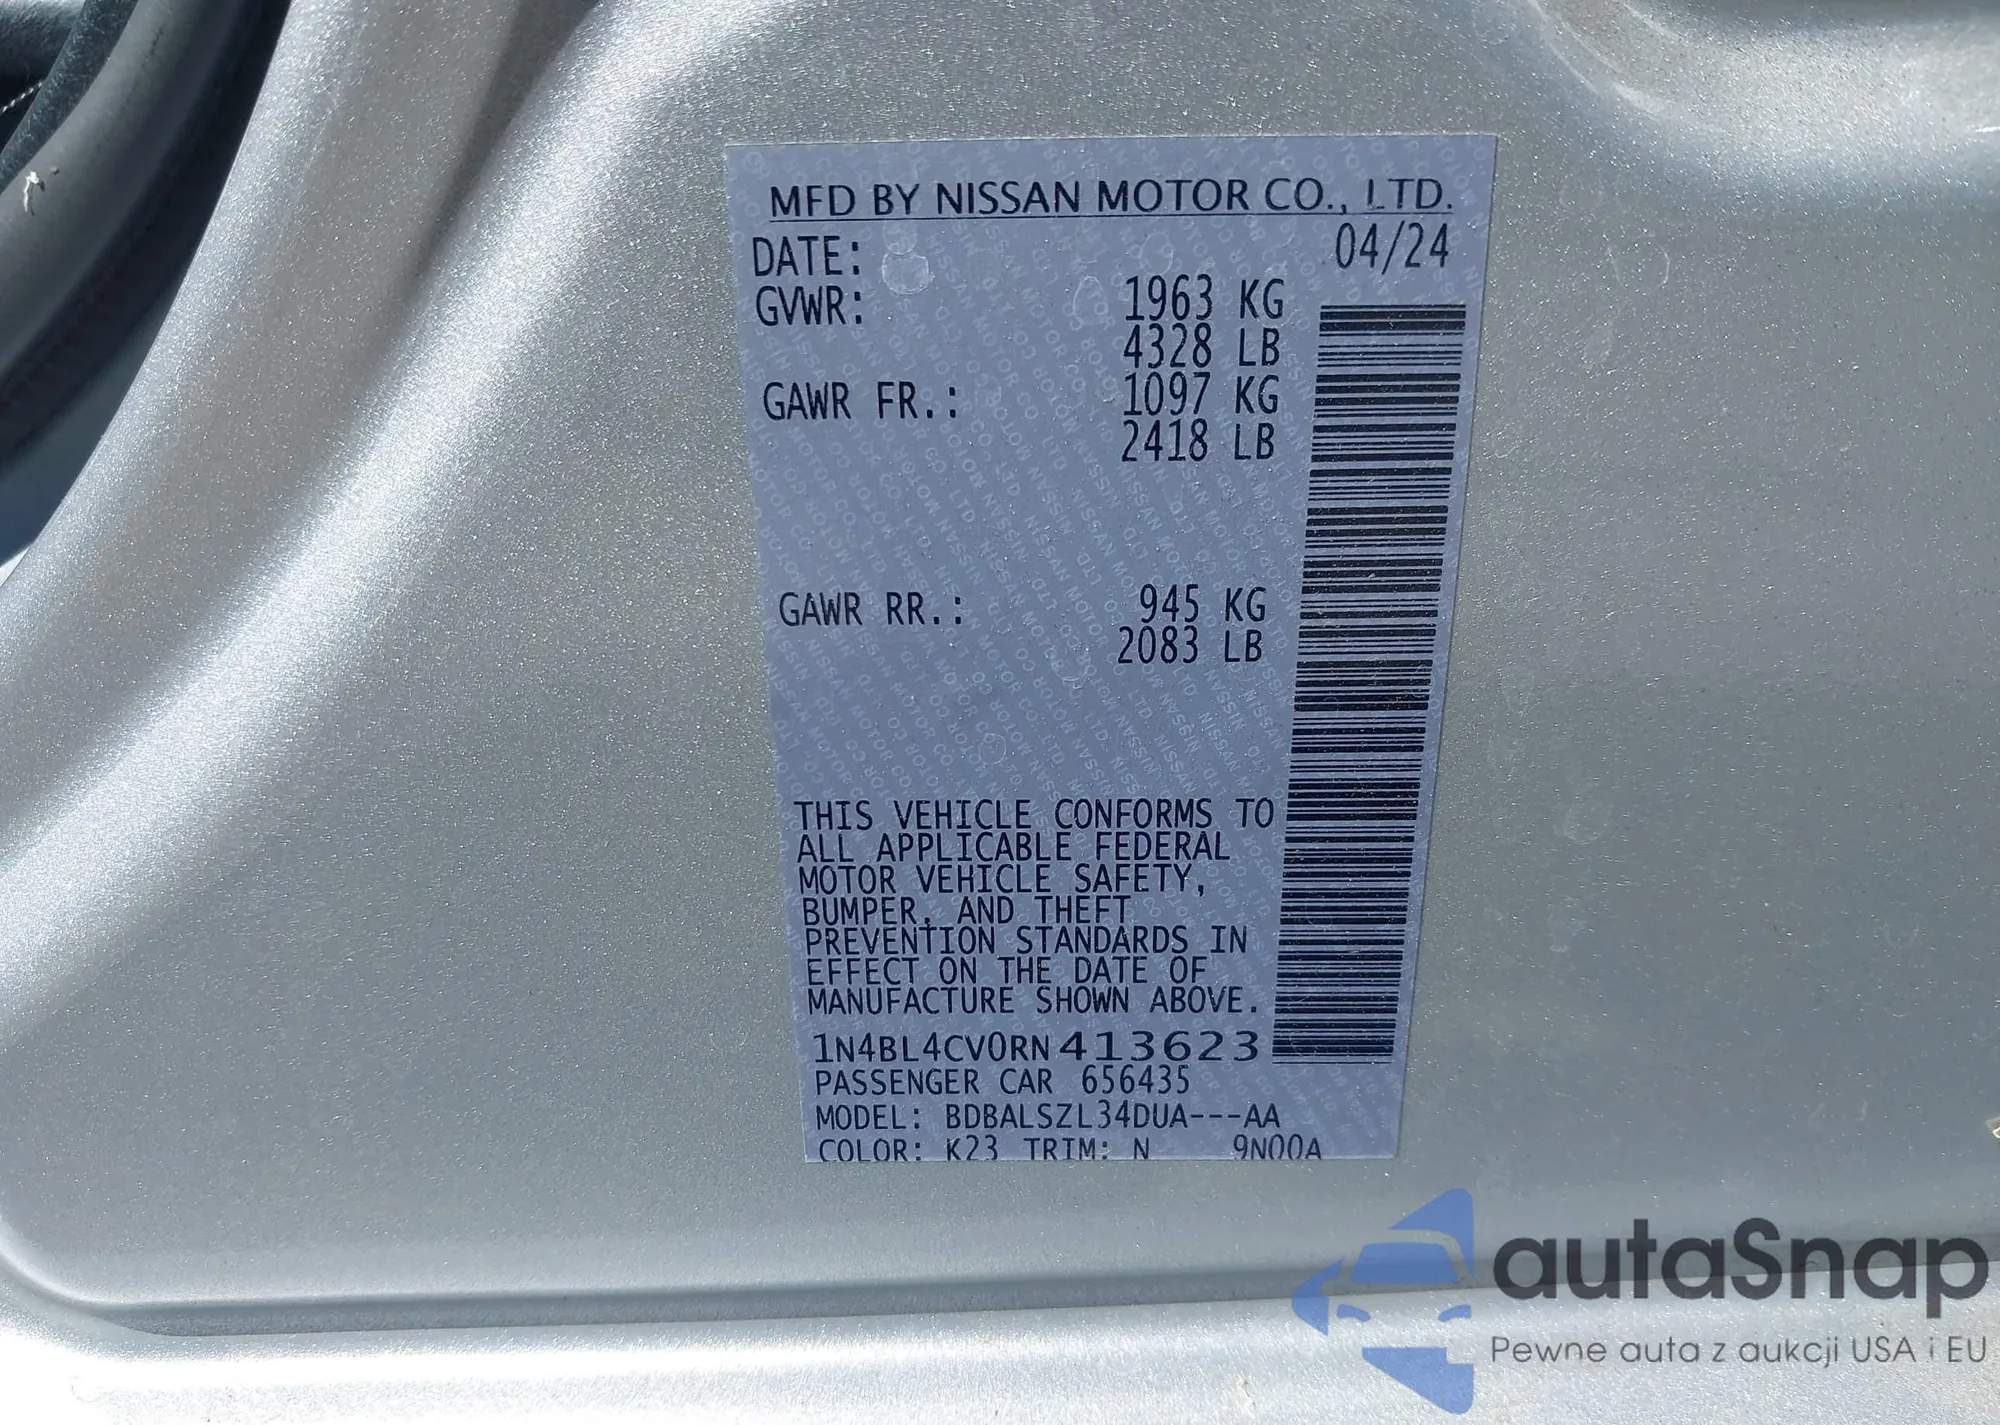 MFD BY NISSAN MOTOR CO., LTD.
DATE: 04/24
GVWR: 1963 KG
4328 LB
GAWR FR.: 1097 KG
2418 LB
GAWR RR.: 945 KG
2083 LB
THIS VEHICLE CONFORMS TO
ALL APPLICABLE FEDERAL
MOTOR VEHICLE SAFETY,
BUMPER, AND THEFT
PREVENTION STANDARDS IN
EFFECT ON THE DATE OF
MANUFACTURE SHOWN ABOVE.
1N4BL4CV0RN413623
PASSENGER CAR 656435
MODEL: BDBALSZL34DUA---AA
COLOR: K23 TRIM: N 9N00A
autaSnap
Pewne auta z aukcji USA i EU